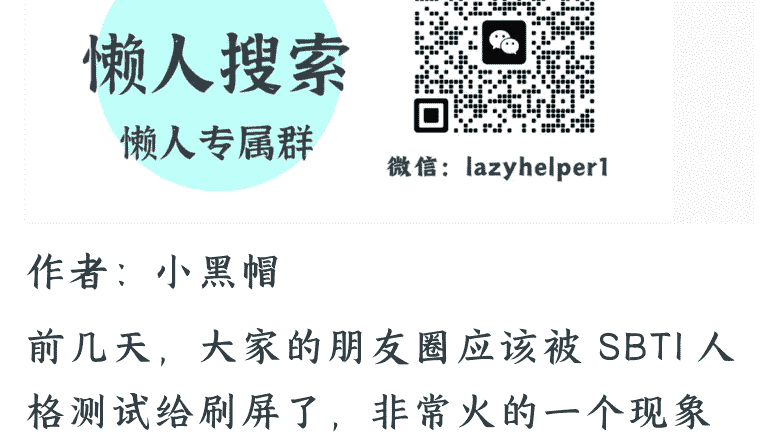 懒人搜索
懒人专属群
微信：lazyhelper1
作者：小黑帽
前几天，大家的朋友圈应该被 SBTI 人
格测试给刷屏了，非常火的一个现象